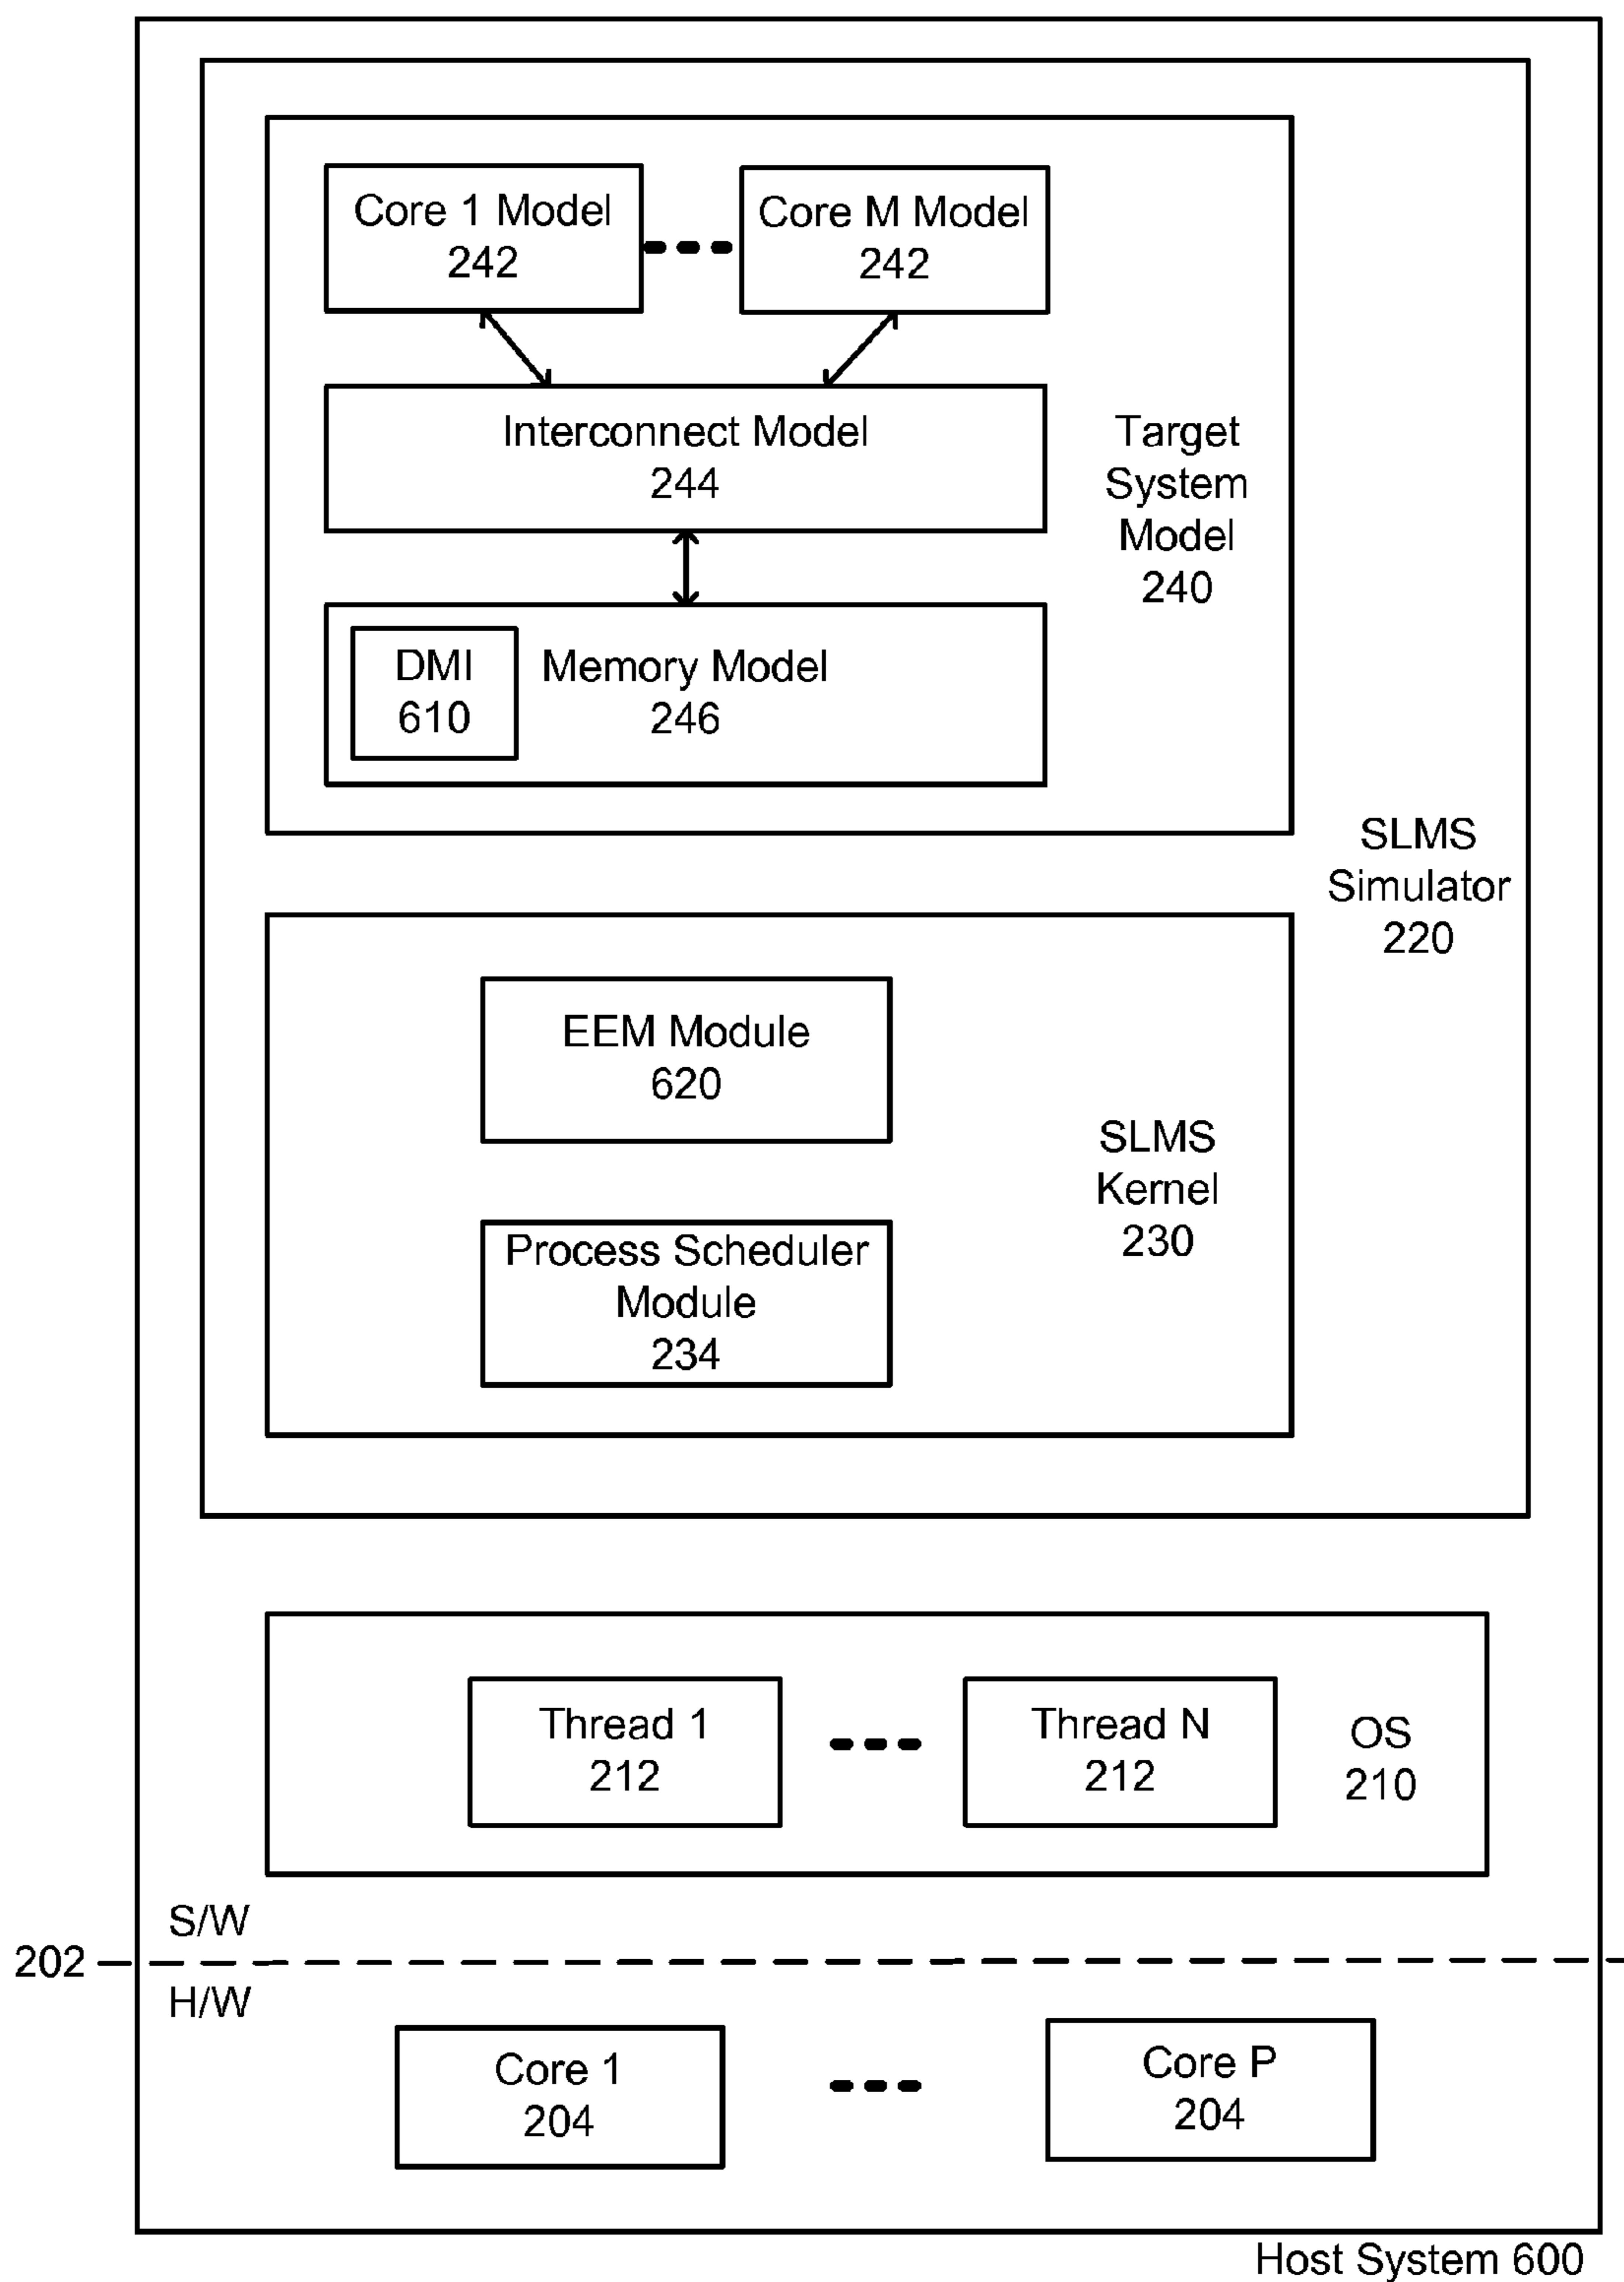 Core 1 Model
242
Core M Model
242
Interconnect Model
244
Target
System
Model
240
DMI
610
Memory Model
246
SLMS
Simulator
220
EEM Module
620
SLMS
Kernel
230
Process Scheduler
Module
234
Thread 1
212
Thread N
212
OS
210
S/W
202
H/W
Core 1
204
Core P
204
Host System 600